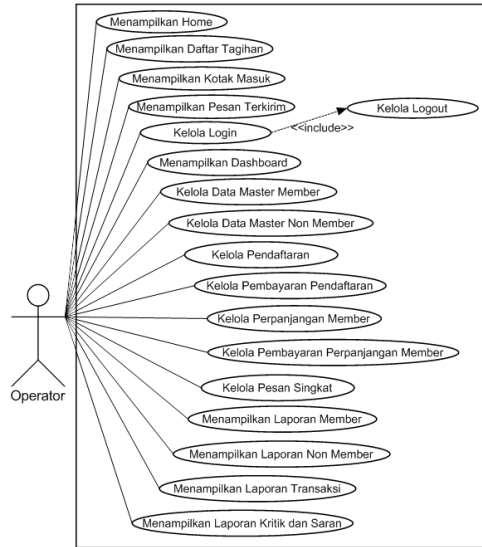 Menampilkan Home
Menampilkan Daftar Tagihan
Menampilkan Kotak Masuk
Menampilkan Pesan Terkirim
Kelola Logout
<<include>>
Kelola Login
Menampilkan Dashboard
Kelola Data Master Member
Kelola Data Master Non Member
Kelola Pendaftaran
Kelola Pembayaran Pendaftaran
Kelola Perpanjangan Member
Kelola Pembayaran Perpanjangan Member
Kelola Pesan Singkat
Operator
Menampilkan Laporan Member
Menampilkan Laporan Non Member
Menampilkan Laporan Transaksi
Menampilkan Laporan Kritik dan Saran